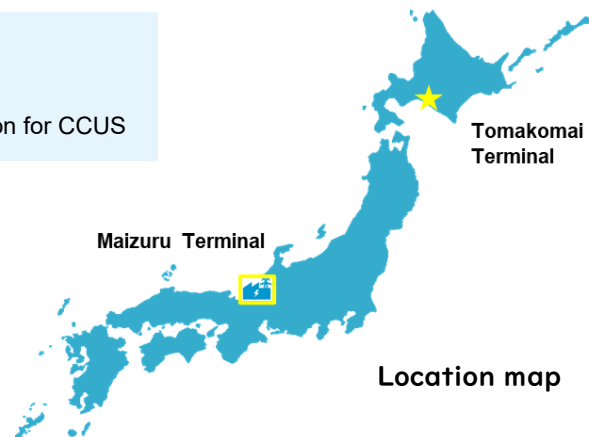 on for CCUS
Tomakomai
Terminal
Maizuru Terminal
Location map